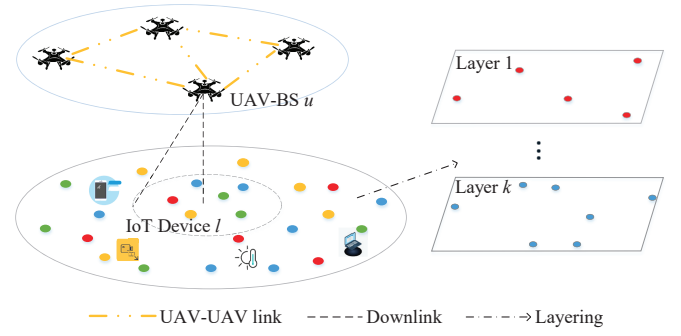 UAV-BS u
IoT Device l
Layer 1
Layer k
UAV-UAV link
Downlink
Layering